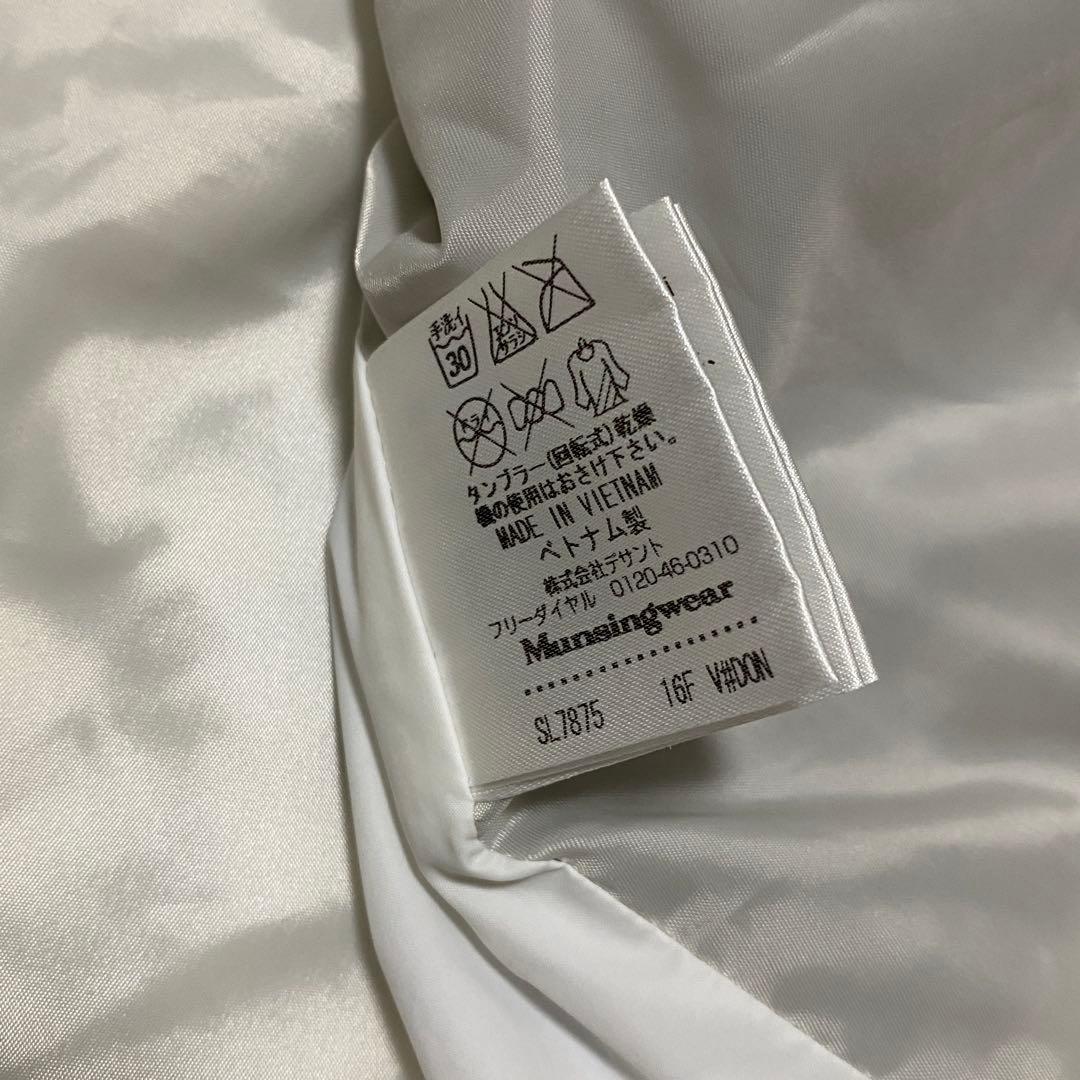 手洗イ
30
エンソ
サラシ
ドライ
タンブラー(回転式)乾燥
機の使用はおさけ下さい。
MADE IN VIETNAM
ベトナム製
株式会社デサント
フリーダイヤル 0120-46-0310
Munsingwear
SL7875 16F V#DON